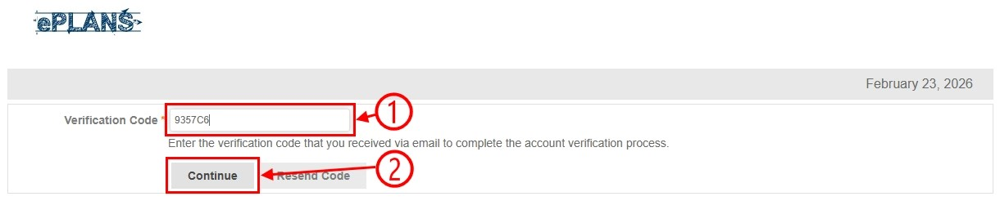 ePLANS
February 23, 2026
Verification Code * 9357C6
1
Enter the verification code that you received via email to complete the account verification process.
Continue Resend Code
2